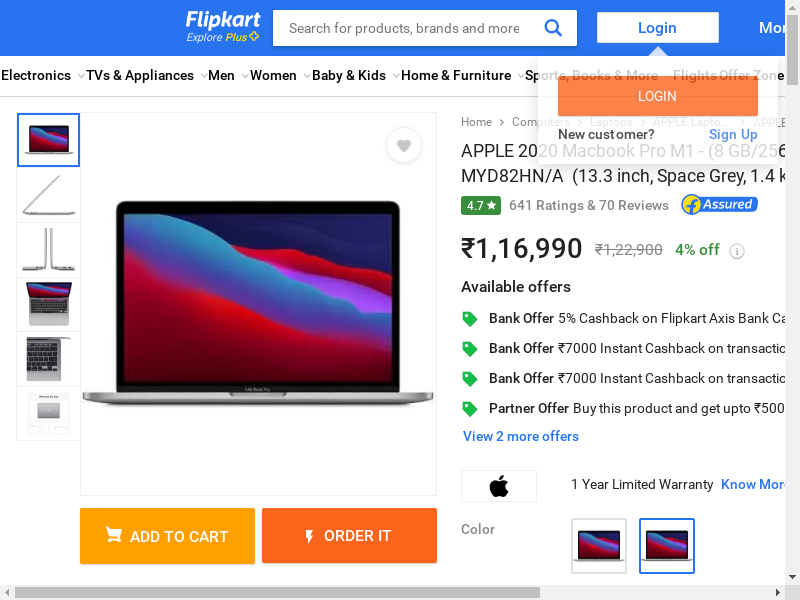 Flipkart
Explore Plus
Search for products, brands and more
Login
Electronics
TVs & Appliances
Men
Women
Baby & Kids
Home & Furniture
Sports, Books & More
Flights
Offer Zone
LOGIN
New customer?
Sign Up
Home
Computers
Laptops
APPLE Lapto...
APPLE 2020 Macbook Pro M1 - (8 GB/256
MYD82HN/A (13.3 inch, Space Grey, 1.4 k
4.7
641 Ratings & 70 Reviews
Assured
₹1,16,990
₹1,22,900
4% off
Available offers
Bank Offer 5% Cashback on Flipkart Axis Bank Ca
Bank Offer ₹7000 Instant Cashback on transactio
Bank Offer ₹7000 Instant Cashback on transactio
Partner Offer Buy this product and get upto ₹500
View 2 more offers
1 Year Limited Warranty
Know More
MacBook Pro
ADD TO CART
ORDER IT
Color